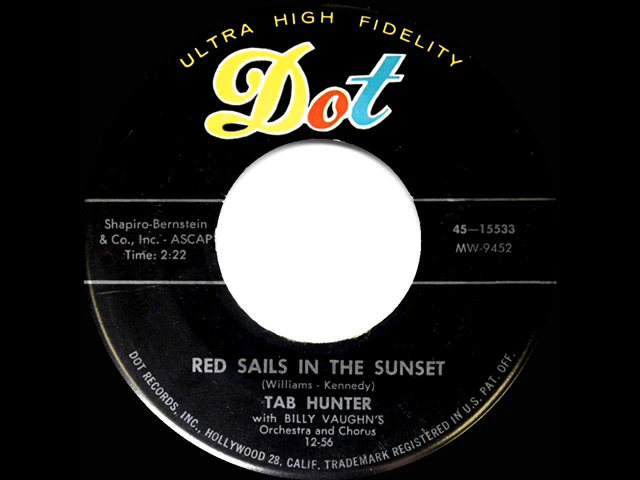 ULTRA HIGH FIDELITY
Dot
Shapiro-Bernstein
& Co., Inc. - ASCAP
Time: 2:22
45—15533
MW-9452
RED SAILS IN THE SUNSET
(Williams - Kennedy)
TAB HUNTER
with BILLY VAUGHN'S
Orchestra and Chorus
12-56
DOT RECORDS, INC., HOLLYWOOD 28, CALIF. TRADEMARK REGISTERED IN U.S. PAT. OFF.